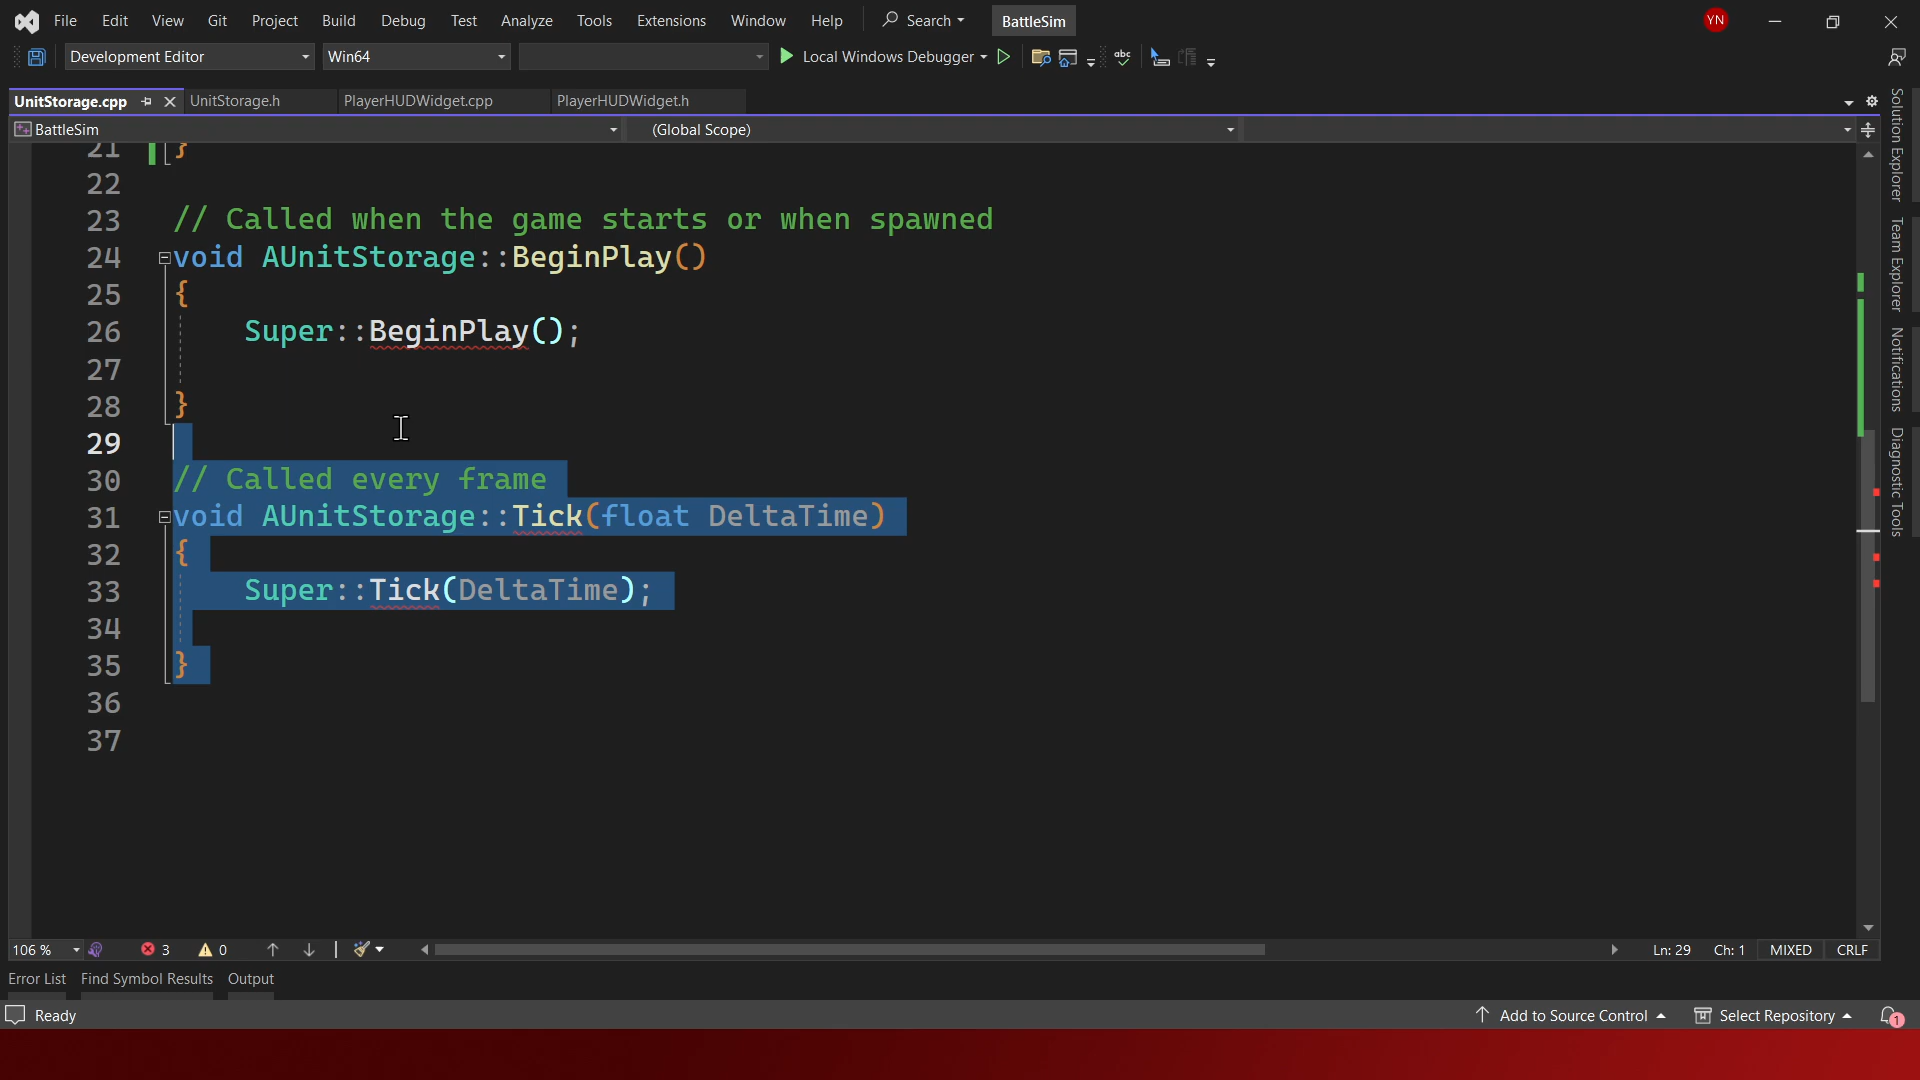 File Edit View Git Project Build Debug Test Analyze Tools Extensions Window Help Search BattleSim YN
Development Editor Win64 Local Windows Debugger abc
UnitStorage.cpp UnitStorage.h PlayerHUDWidget.cpp PlayerHUDWidget.h
BattleSim (Global Scope)
21 }
22
23 // Called when the game starts or when spawned
24 void AUnitStorage::BeginPlay()
25 {
26 Super::BeginPlay();
27
28 }
29
30 // Called every frame
31 void AUnitStorage::Tick(float DeltaTime)
32 {
33 Super::Tick(DeltaTime);
34
35 }
36
37
Solution Explorer
Team Explorer
Notifications
Diagnostic Tools
106 % 3 0 Ln: 29 Ch: 1 MIXED CRLF
Error List Find Symbol Results Output
Ready Add to Source Control Select Repository 1